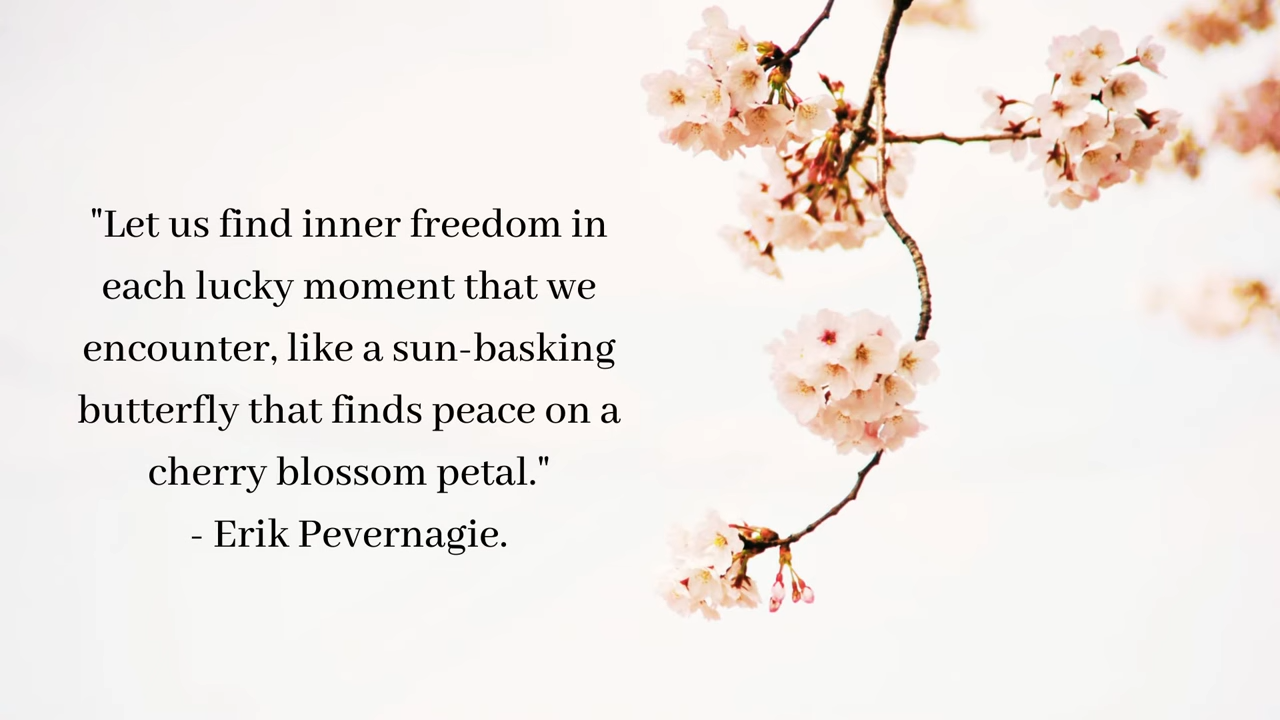 "Let us find inner freedom in
each lucky moment that we
encounter, like a sun-basking
butterfly that finds peace on a
cherry blossom petal."
- Erik Pevernagie.